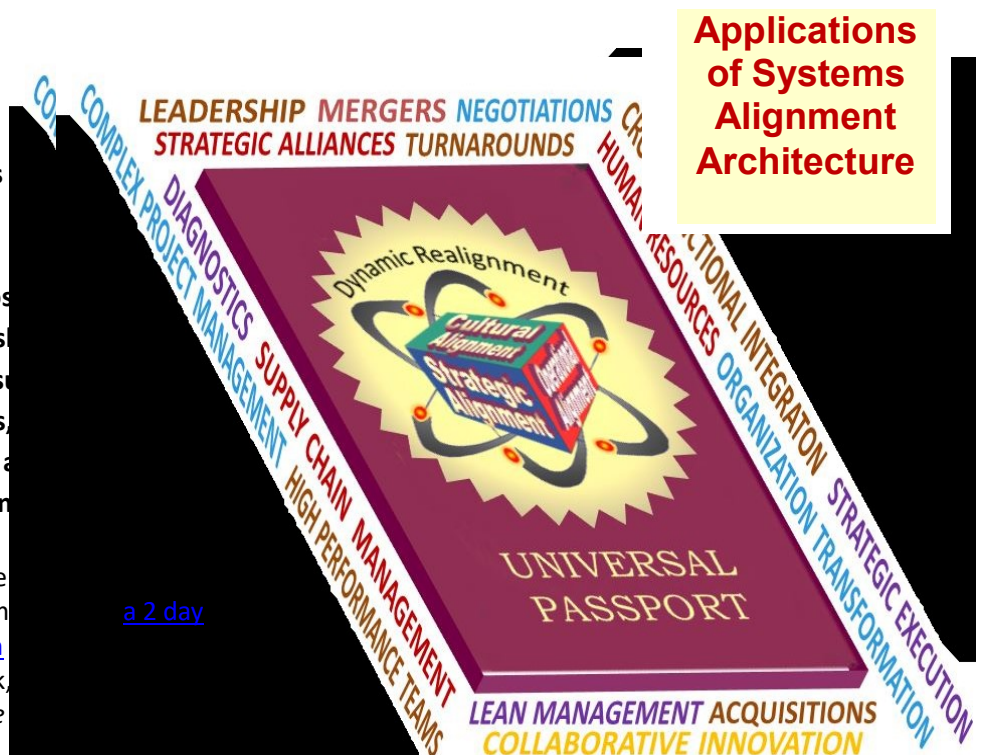 Applications
of Systems
Alignment
Architecture
LEADERSHIP MERGERS NEGOTIATIONS
STRATEGIC ALLIANCES TURNAROUNDS
COMPLEX PROJECT MANAGEMENT
DIAGNOSTICS SUPPLY CHAIN MANAGEMENT
HIGH PERFORMANCE TEAMS
HUMAN RESOURCES ORGANIZATION TRANSFORMATION
INTEGRATON STRATEGIC EXECUTION
Dynamic Realignment
Cultural
Alignment
Strategic
Alignment
Operational
Alignment
UNIVERSAL
PASSPORT
a 2 day
LEAN MANAGEMENT ACQUISITIONS
COLLABORATIVE INNOVATION